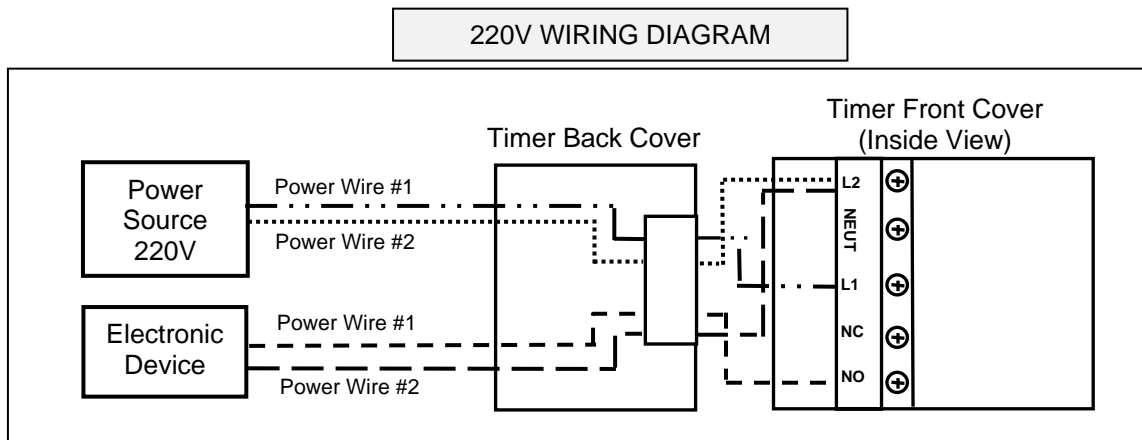 220V WIRING DIAGRAM
Timer Front Cover
(Inside View)
Timer Back Cover
Power
Source
220V
Power Wire #1
Power Wire #2
Electronic
Device
Power Wire #1
Power Wire #2
L2
NEUT
L1
NC
NO